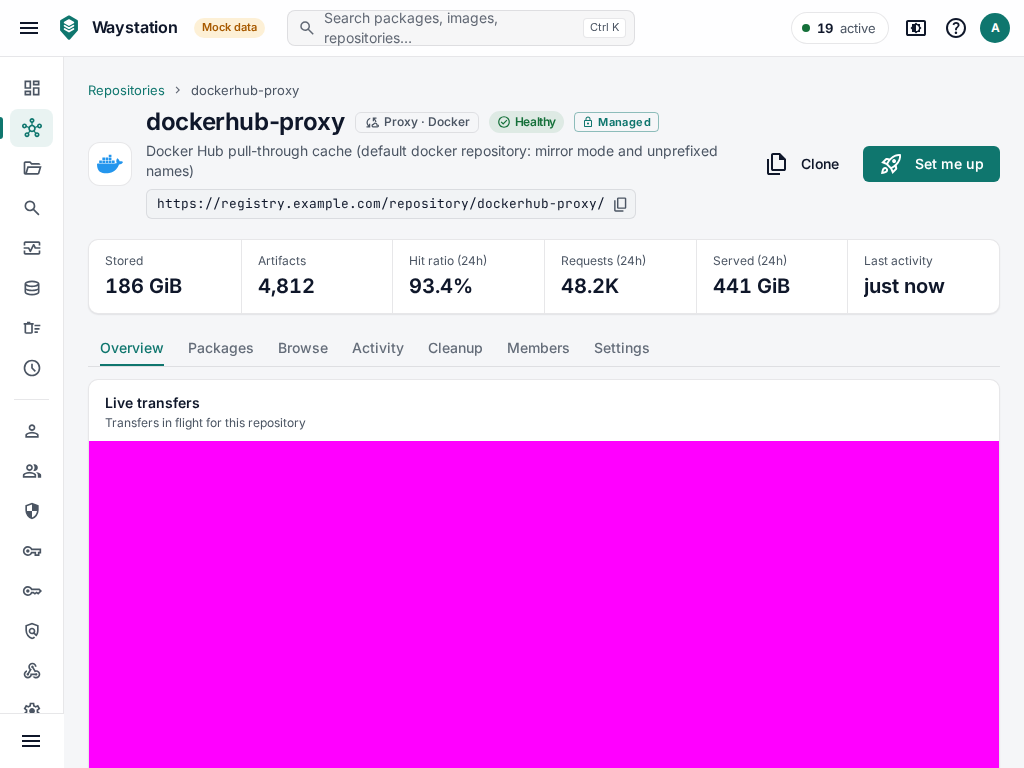 Waystation
Mock data
Search packages, images,
repositories...
Ctrl K
19 active
A
Repositories
dockerhub-proxy
dockerhub-proxy
Proxy · Docker
Healthy
Managed
Docker Hub pull-through cache (default docker repository: mirror mode and unprefixed
names)
https://registry.example.com/repository/dockerhub-proxy/
Clone
Set me up
Stored
186 GiB
Artifacts
4,812
Hit ratio (24h)
93.4%
Requests (24h)
48.2K
Served (24h)
441 GiB
Last activity
just now
Overview
Packages
Browse
Activity
Cleanup
Members
Settings
Live transfers
Transfers in flight for this repository